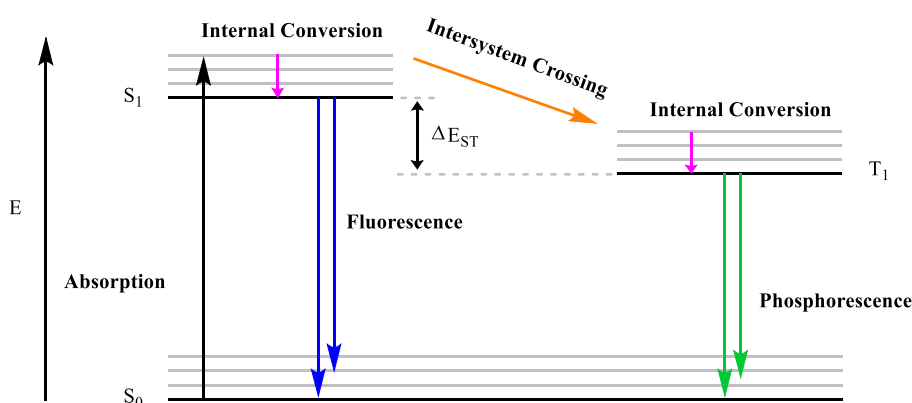 Internal Conversion
Intersystem Crossing
S1
Internal Conversion
ΔEST
T1
E
Fluorescence
Absorption
Phosphorescence
S0